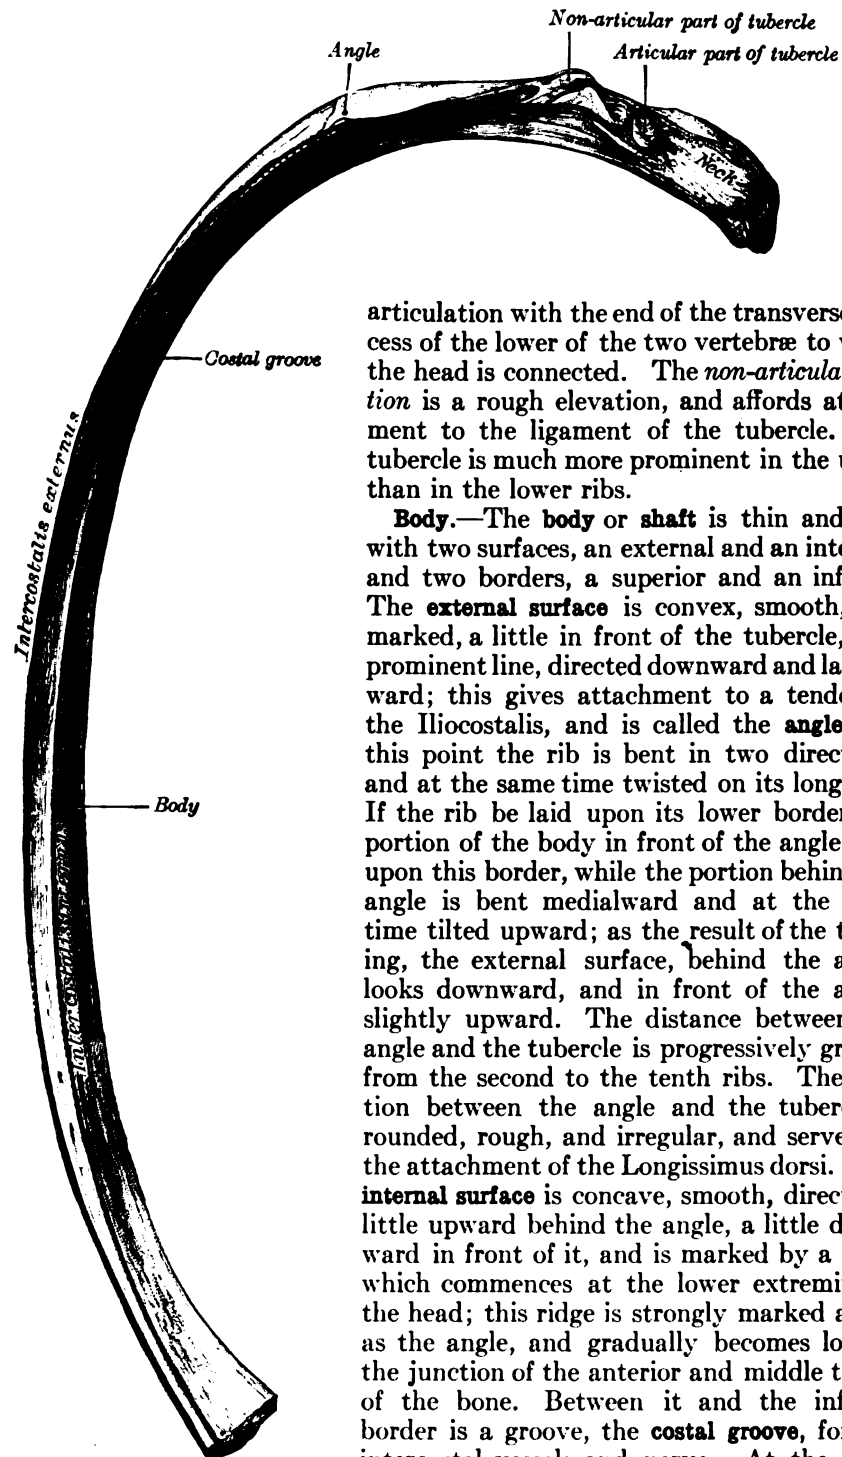 Non-articular part of tubercle
Angle
Articular part of tubercle
Neck
Costal groove
Intercostalis externus
Body
articulation with the end of the transvers
cess of the lower of the two vertebræ to
the head is connected. The non-articula
tion is a rough elevation, and affords at
ment to the ligament of the tubercle.
tubercle is much more prominent in the
than in the lower ribs.
Body.—The body or shaft is thin and
with two surfaces, an external and an inte
and two borders, a superior and an inf
The external surface is convex, smooth,
marked, a little in front of the tubercle,
prominent line, directed downward and la
ward; this gives attachment to a tend
the Iliocostalis, and is called the angle
this point the rib is bent in two direc
and at the same time twisted on its long
If the rib be laid upon its lower border
portion of the body in front of the angle
upon this border, while the portion behin
angle is bent medialward and at the
time tilted upward; as the result of the t
ing, the external surface, behind the a
looks downward, and in front of the a
slightly upward. The distance between
angle and the tubercle is progressively gr
from the second to the tenth ribs. The
tion between the angle and the tuber
rounded, rough, and irregular, and serve
the attachment of the Longissimus dorsi.
internal surface is concave, smooth, direc
little upward behind the angle, a little d
ward in front of it, and is marked by a
which commences at the lower extremi
the head; this ridge is strongly marked a
as the angle, and gradually becomes lo
the junction of the anterior and middle t
of the bone. Between it and the inf
border is a groove, the costal groove, fo